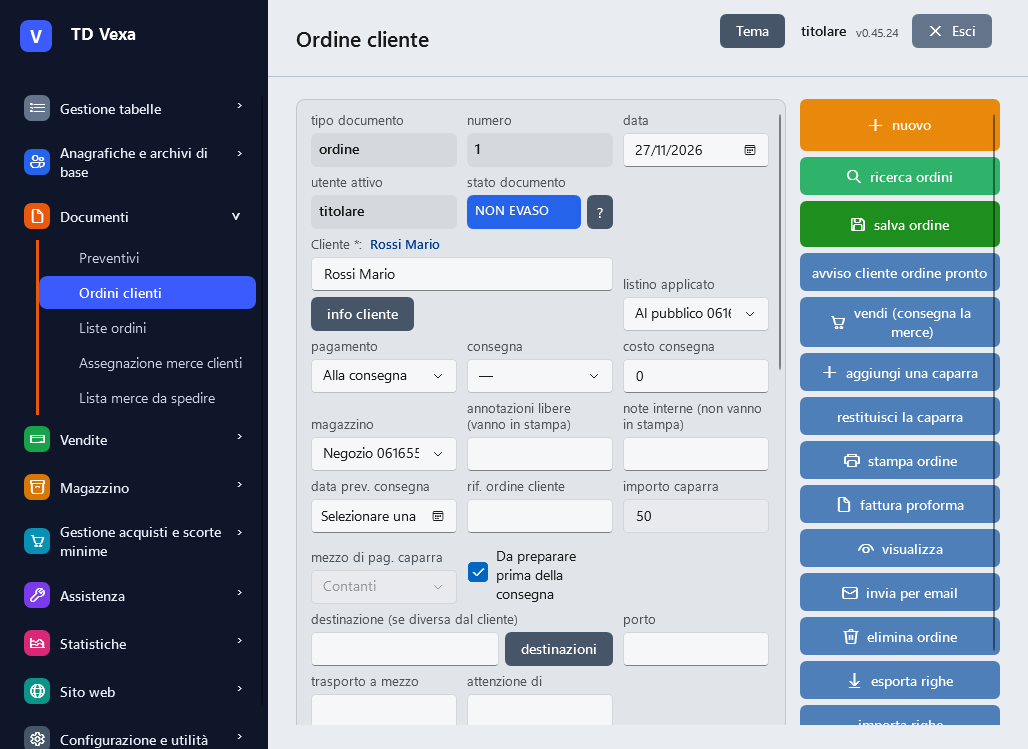 V
TD Vexa
Gestione tabelle
Anagrafiche e archivi di
base
Documenti
Preventivi
Ordini clienti
Liste ordini
Assegnazione merce clienti
Lista merce da spedire
Vendite
Magazzino
Gestione acquisti e scorte
minime
Assistenza
Statistiche
Sito web
Configurazione e utilità
Ordine cliente
Tema
titolare
v0.45.24
Esci
tipo documento
numero
data
ordine
1
27/11/2026
utente attivo
stato documento
titolare
NON EVASO
?
Cliente *: Rossi Mario
Rossi Mario
listino applicato
info cliente
Al pubblico 0616
pagamento
consegna
costo consegna
Alla consegna
—
0
magazzino
annotazioni libere
(vanno in stampa)
note interne (non vanno
in stampa)
Negozio 061655
data prev. consegna
rif. ordine cliente
importo caparra
Selezionare una
50
mezzo di pag. caparra
Da preparare
prima della
consegna
Contanti
destinazione (se diversa dal cliente)
porto
destinazioni
trasporto a mezzo
attenzione di
nuovo
ricerca ordini
salva ordine
avviso cliente ordine pronto
vendi (consegna la
merce)
aggiungi una caparra
restituisci la caparra
stampa ordine
fattura proforma
visualizza
invia per email
elimina ordine
esporta righe
importa righe